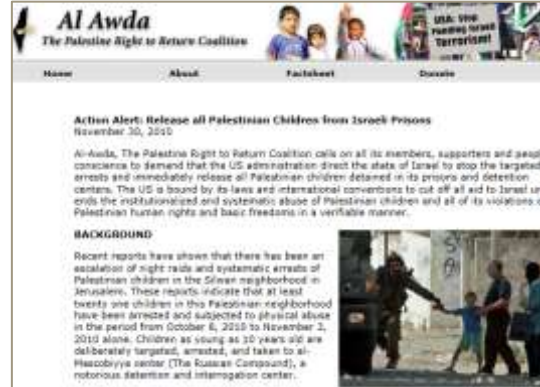 Al Awda
The Palestine Right to Return Coalition
USA: Stop
Funding Israeli
Terrorism!
Home About Factsheet Donate
Action Alert: Release all Palestinian Children from Israeli Prisons
November 30, 2010
Al-Awda, The Palestine Right to Return Coalition calls on all its members, supporters and peop
conscience to demand that the US administration direct the state of Israel to stop the targeted
arrests and immediately release all Palestinian children detained in its prisons and detention
centers. The US is bound by its laws and international conventions to cut off all aid to Israel un
ends the institutionalized and systematic abuse of Palestinian children and all of its violations o
Palestinian human rights and basic freedoms in a verifiable manner.
BACKGROUND
Recent reports have shown that there has been an
escalation of night raids and systematic arrests of
Palestinian children in the Silwan neighborhood in
Jerusalem. These reports indicate that at least
twenty one children in this Palestinian neighborhood
have been arrested and subjected to physical abuse
in the period from October 6, 2010 to November 2,
2010 alone. Children as young as 10 years old are
deliberately targeted, arrested, and taken to al-
Mascobiyye center (The Russian Compound), a
notorious detention and interrogation center.